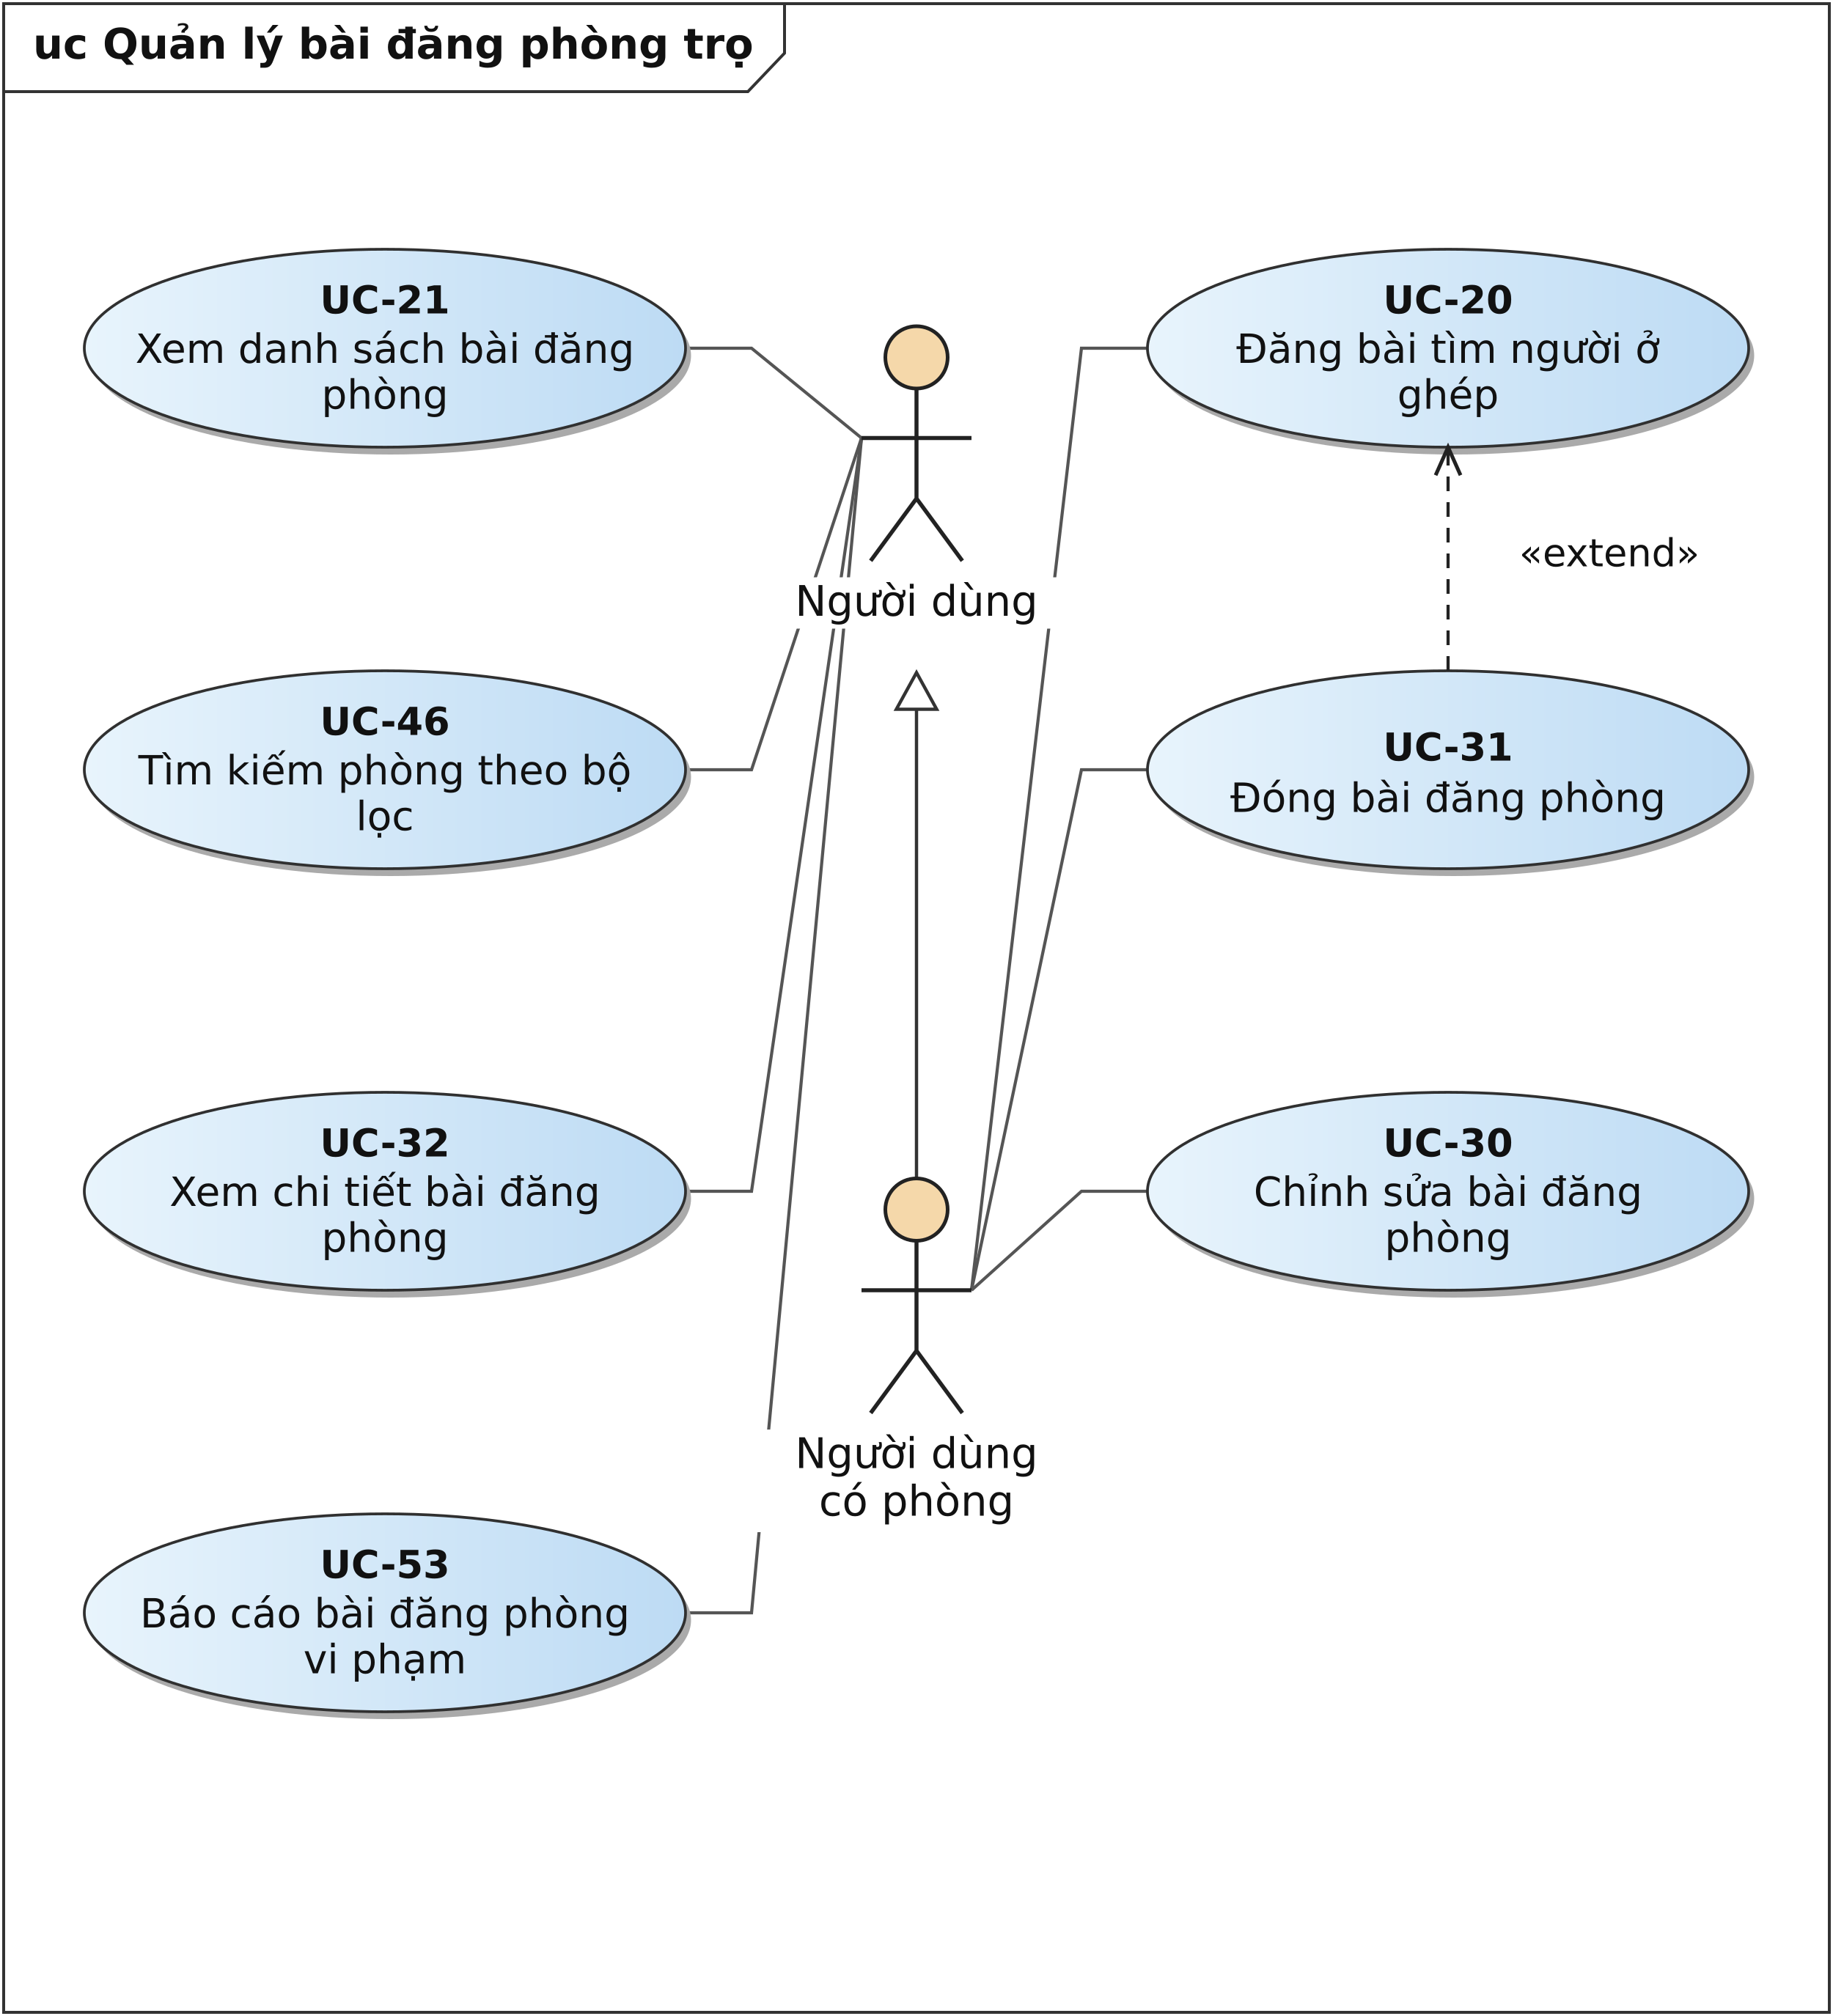 uc Quản lý bài đăng phòng trọ
UC-21
Xem danh sách bài đăng
phòng
UC-20
Đăng bài tìm người ở
ghép
«extend»
Người dùng
UC-46
Tìm kiếm phòng theo bộ
lọc
UC-31
Đóng bài đăng phòng
UC-32
Xem chi tiết bài đăng
phòng
UC-30
Chỉnh sửa bài đăng
phòng
Người dùng
có phòng
UC-53
Báo cáo bài đăng phòng
vi phạm